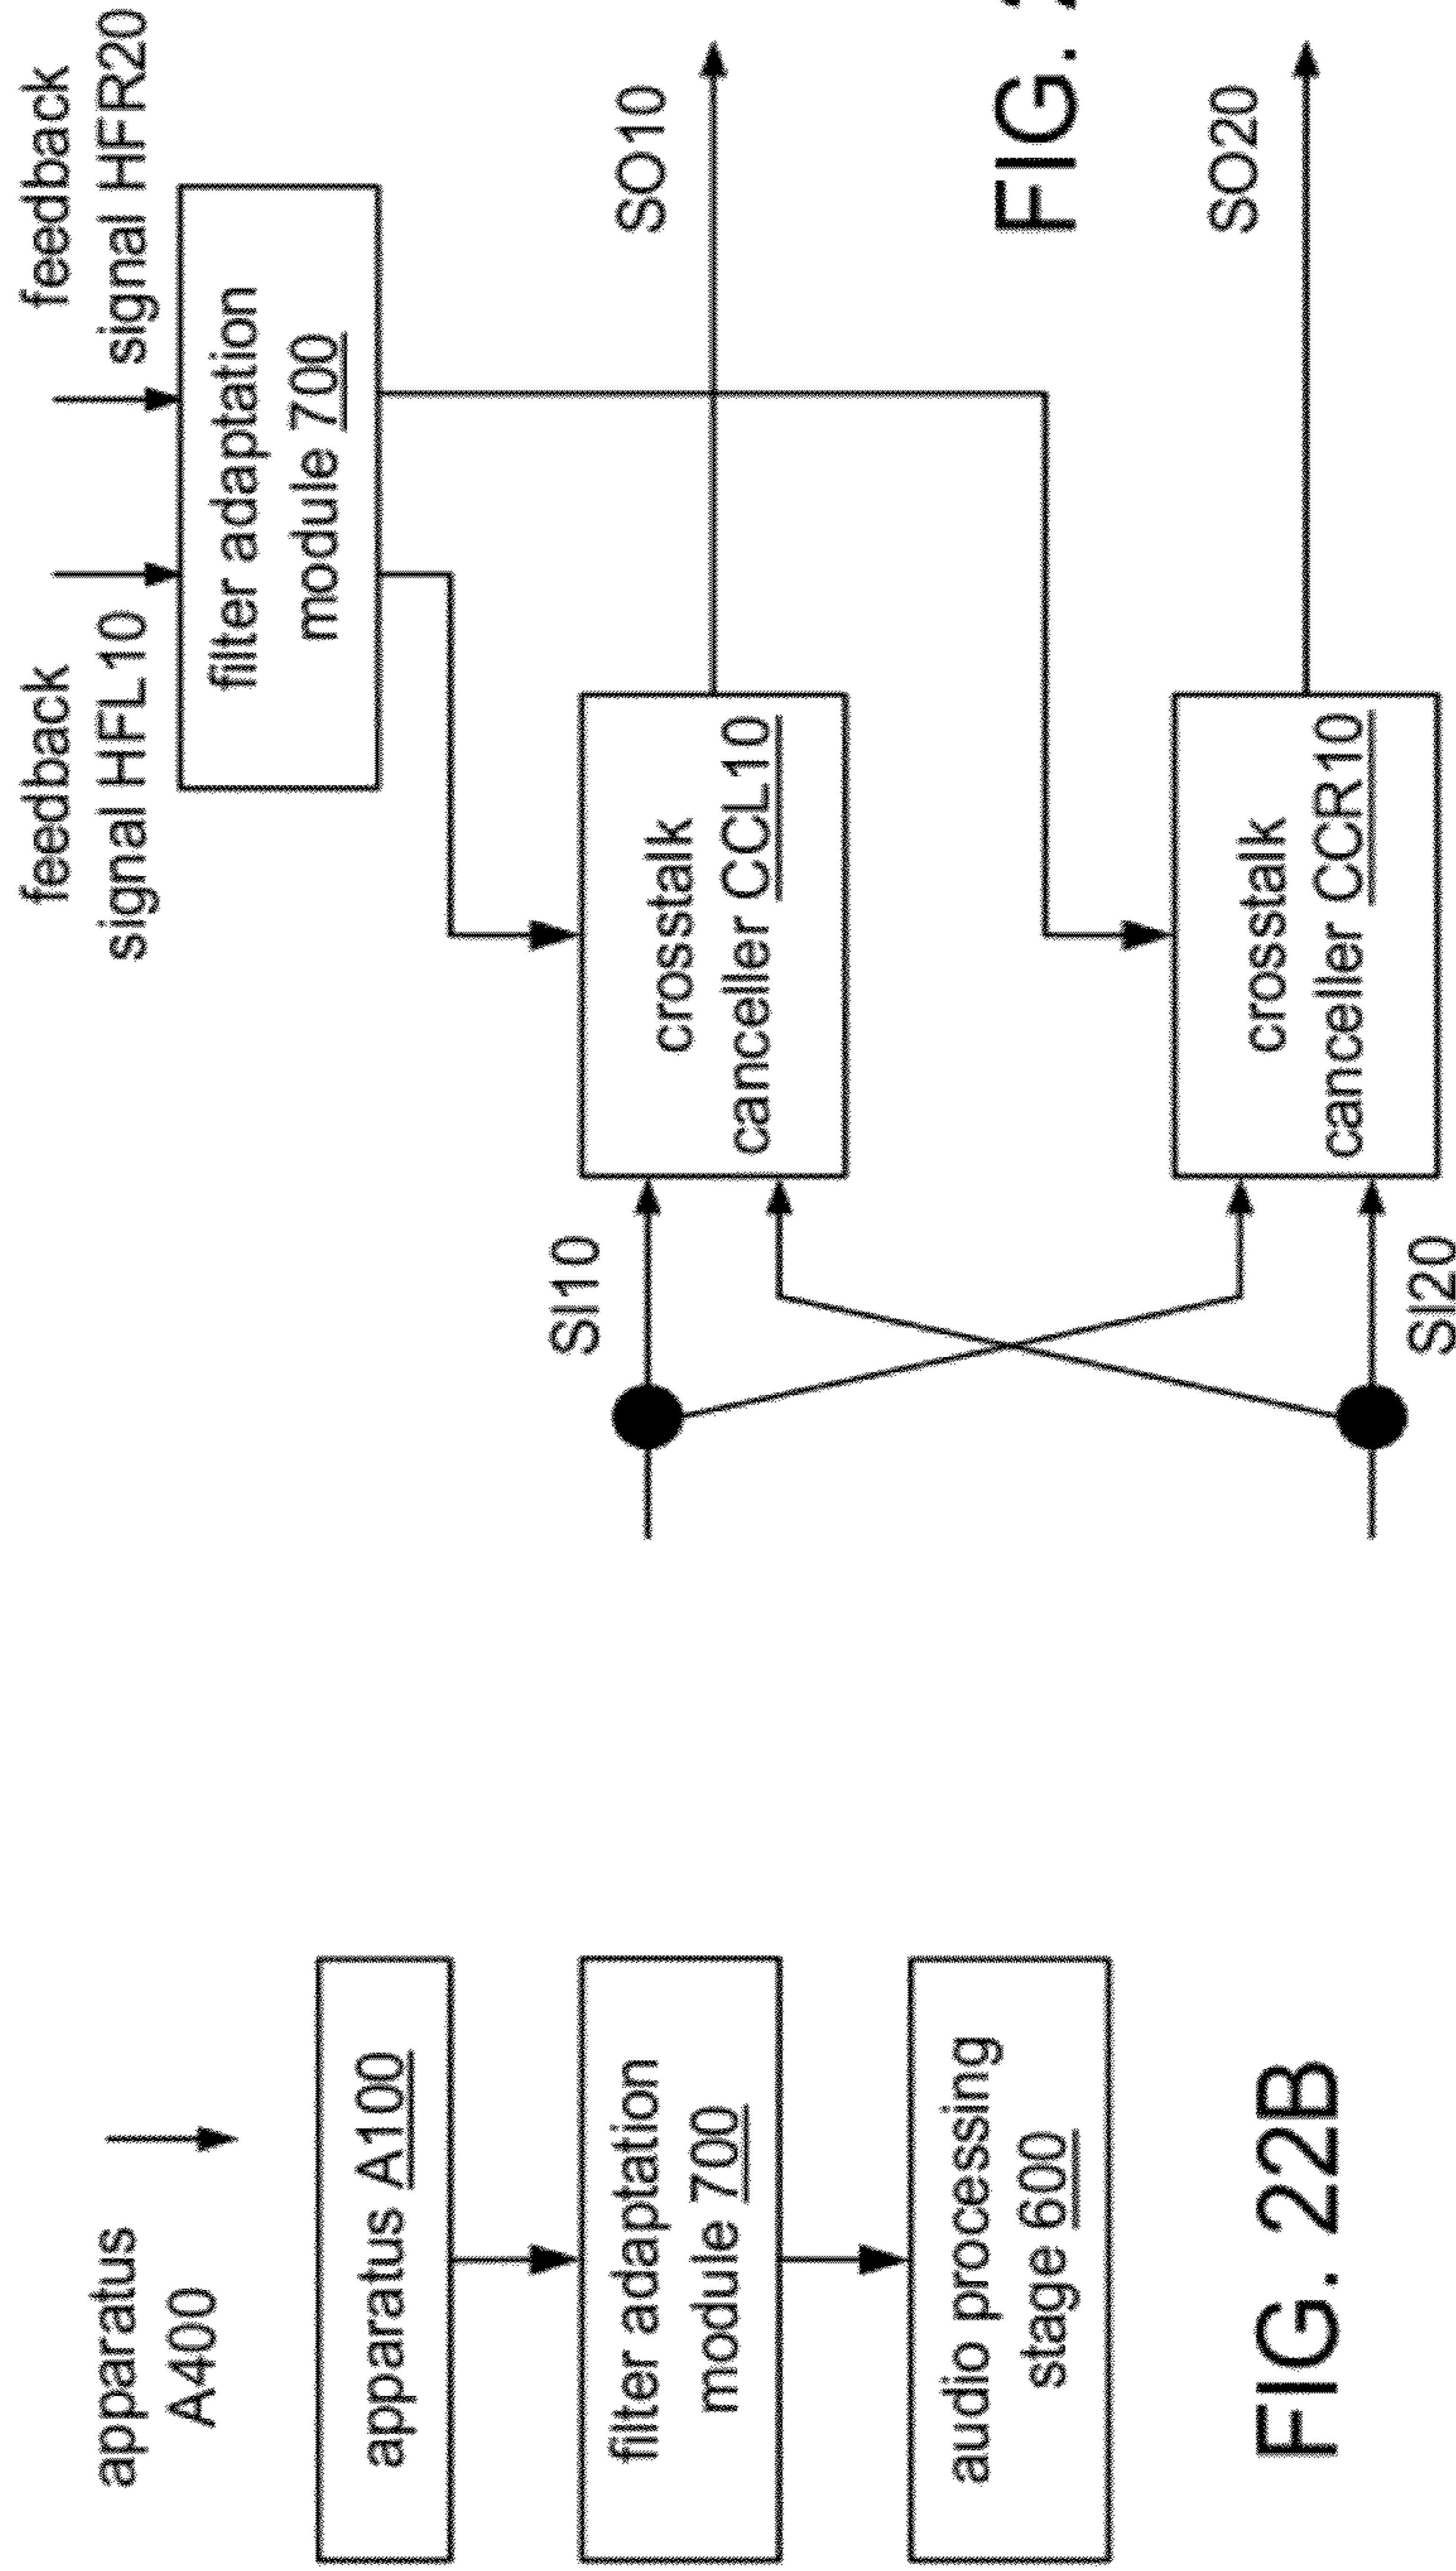 apparatus
A400
apparatus A100
filter adaptation
module 700
audio processing
stage 600
FIG. 22B
feedback
signal HFL10
feedback
signal HFR20
filter adaptation
module 700
SI10
crosstalk
canceller CCL10
SO10
SI20
crosstalk
canceller CCR10
SO20
FIG.